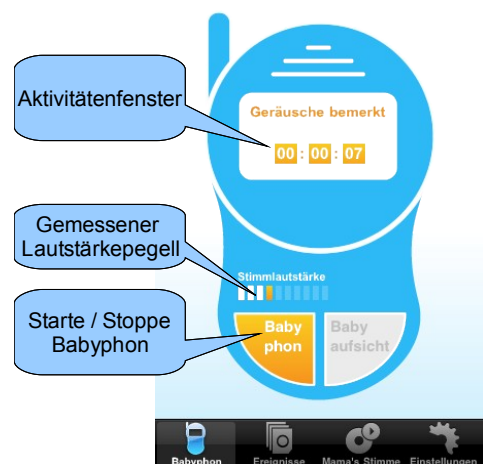 Aktivitätenfenster
Geräusche bemerkt
00 : 00 : 07
Gemessener
Lautstärkepegell
Stimmlautstärke
Starte / Stoppe
Babyphon
Baby
phon
Baby
aufsicht
Babyphon Ereignisse Mama's Stimme Einstellungen